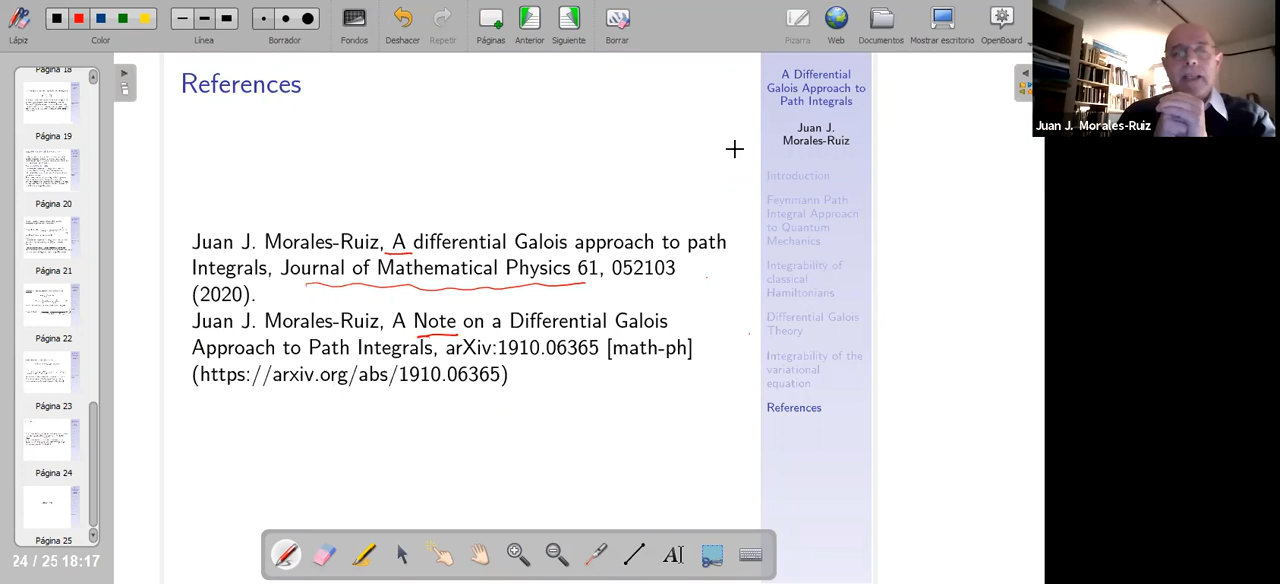 Lápiz
Color
Línea
Borrador
Fondos
Deshacer
Repetir
Páginas
Anterior
Siguiente
Borrar
Pizarra
Web
Documentos
Mostrar escritorio
OpenBoard
Página 18
Página 19
Página 20
Página 21
Página 22
Página 23
Página 24
Página 25
24 / 25 18:17
References
Juan J. Morales-Ruiz, A differential Galois approach to path
Integrals, Journal of Mathematical Physics 61, 052103
(2020).
Juan J. Morales-Ruiz, A Note on a Differential Galois
Approach to Path Integrals, arXiv:1910.06365 [math-ph]
(https://arxiv.org/abs/1910.06365)
A Differential
Galois Approach to
Path Integrals
Juan J.
Morales-Ruiz
Introduction
Feynmann Path
Integral Approach
to Quantum
Mechanics
Integrability of
classical
Hamiltonians
Differential Galois
Theory
Integrability of the
variational
equation
References
Juan J. Morales-Ruiz
AI